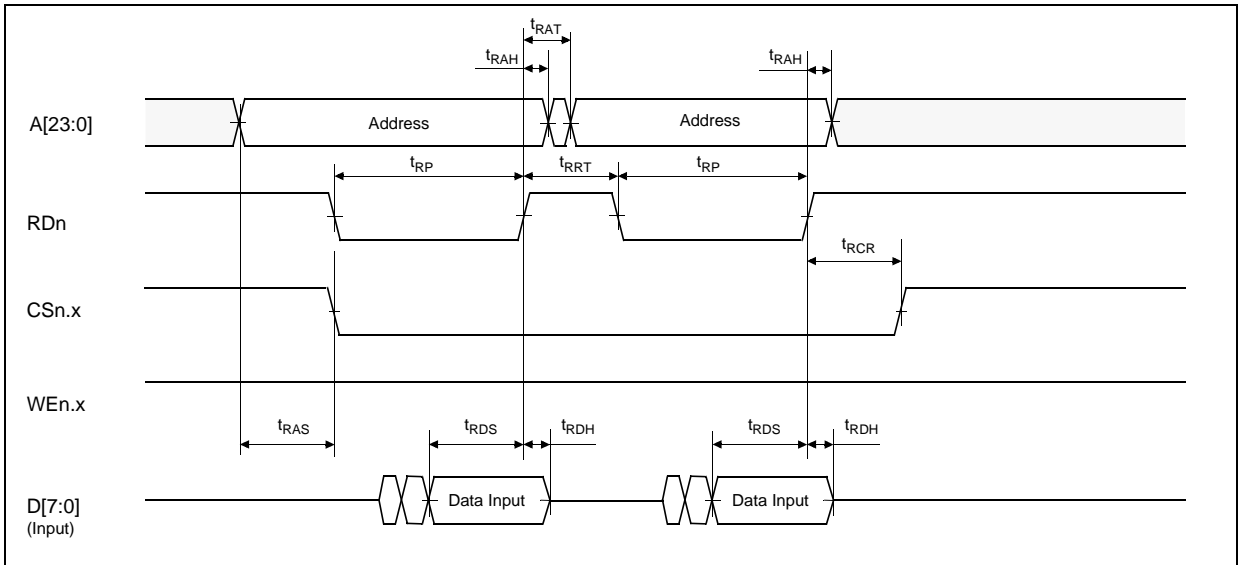 tRAT
tRAH tRAH
A[23:0] Address Address
tRP tRRT tRP
RDn
tRCR
CSn.x
WEn.x
tRAS tRDS tRDH tRDS tRDH
D[7:0] Data Input Data Input
(Input)